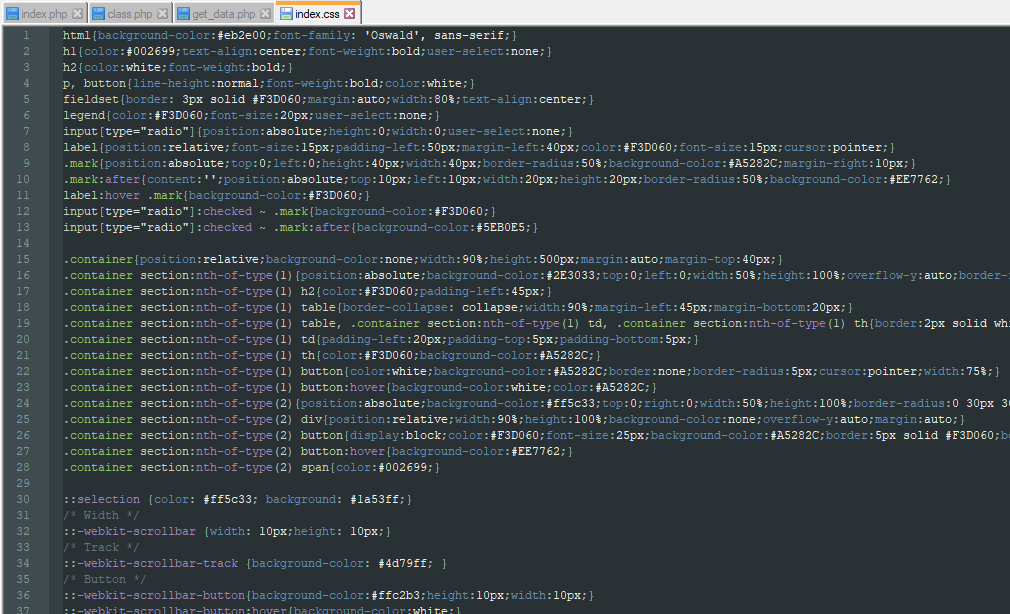 index.php class.php get_data.php index.css
1 html{background-color:#eb2e00;font-family: 'Oswald', sans-serif;}
2 h1{color:#002699;text-align:center;font-weight:bold;user-select:none;}
3 h2{color:white;font-weight:bold;}
4 p, button{line-height:normal;font-weight:bold;color:white;}
5 fieldset{border: 3px solid #F3D060;margin:auto;width:80%;text-align:center;}
6 legend{color:#F3D060;font-size:20px;user-select:none;}
7 input[type="radio"]{position:absolute;height:0;width:0;user-select:none;}
8 label{position:relative;font-size:15px;padding-left:50px;margin-left:40px;color:#F3D060;font-size:15px;cursor:pointer;}
9 .mark{position:absolute;top:0;left:0;height:40px;width:40px;border-radius:50%;background-color:#A5282C;margin-right:10px;}
10 .mark:after{content:'';position:absolute;top:10px;left:10px;width:20px;height:20px;border-radius:50%;background-color:#EE7762;}
11 label:hover .mark{background-color:#F3D060;}
12 input[type="radio"]:checked ~ .mark{background-color:#F3D060;}
13 input[type="radio"]:checked ~ .mark:after{background-color:#5EB0E5;}
14
15 .container{position:relative;background-color:none;width:90%;height:500px;margin:auto;margin-top:40px;}
16 .container section:nth-of-type(1){position:absolute;background-color:#2E3033;top:0;left:0;width:50%;height:100%;overflow-y:auto;border-
17 .container section:nth-of-type(1) h2{color:#F3D060;padding-left:45px;}
18 .container section:nth-of-type(1) table{border-collapse: collapse;width:90%;margin-left:45px;margin-bottom:20px;}
19 .container section:nth-of-type(1) table, .container section:nth-of-type(1) td, .container section:nth-of-type(1) th{border:2px solid whi
20 .container section:nth-of-type(1) td{padding-left:20px;padding-top:5px;padding-bottom:5px;}
21 .container section:nth-of-type(1) th{color:#F3D060;background-color:#A5282C;}
22 .container section:nth-of-type(1) button{color:white;background-color:#A5282C;border:none;border-radius:5px;cursor:pointer;width:75%;}
23 .container section:nth-of-type(1) button:hover{background-color:white;color:#A5282C;}
24 .container section:nth-of-type(2){position:absolute;background-color:#ff5c33;top:0;right:0;width:50%;height:100%;border-radius:0 30px 30
25 .container section:nth-of-type(2) div{position:relative;width:90%;height:100%;background-color:none;overflow-y:auto;margin:auto;}
26 .container section:nth-of-type(2) button{display:block;color:#F3D060;font-size:25px;background-color:#A5282C;border:5px solid #F3D060;bo
27 .container section:nth-of-type(2) button:hover{background-color:#EE7762;}
28 .container section:nth-of-type(2) span{color:#002699;}
29
30 ::selection {color: #ff5c33; background: #1a53ff;}
31 /* Width */
32 ::-webkit-scrollbar {width: 10px;height: 10px;}
33 /* Track */
34 ::-webkit-scrollbar-track {background-color: #4d79ff; }
35 /* Button */
36 ::-webkit-scrollbar-button{background-color:#ffc2b3;height:10px;width:10px;}
37 ::-webkit-scrollbar-button:hover{background-color:white;}